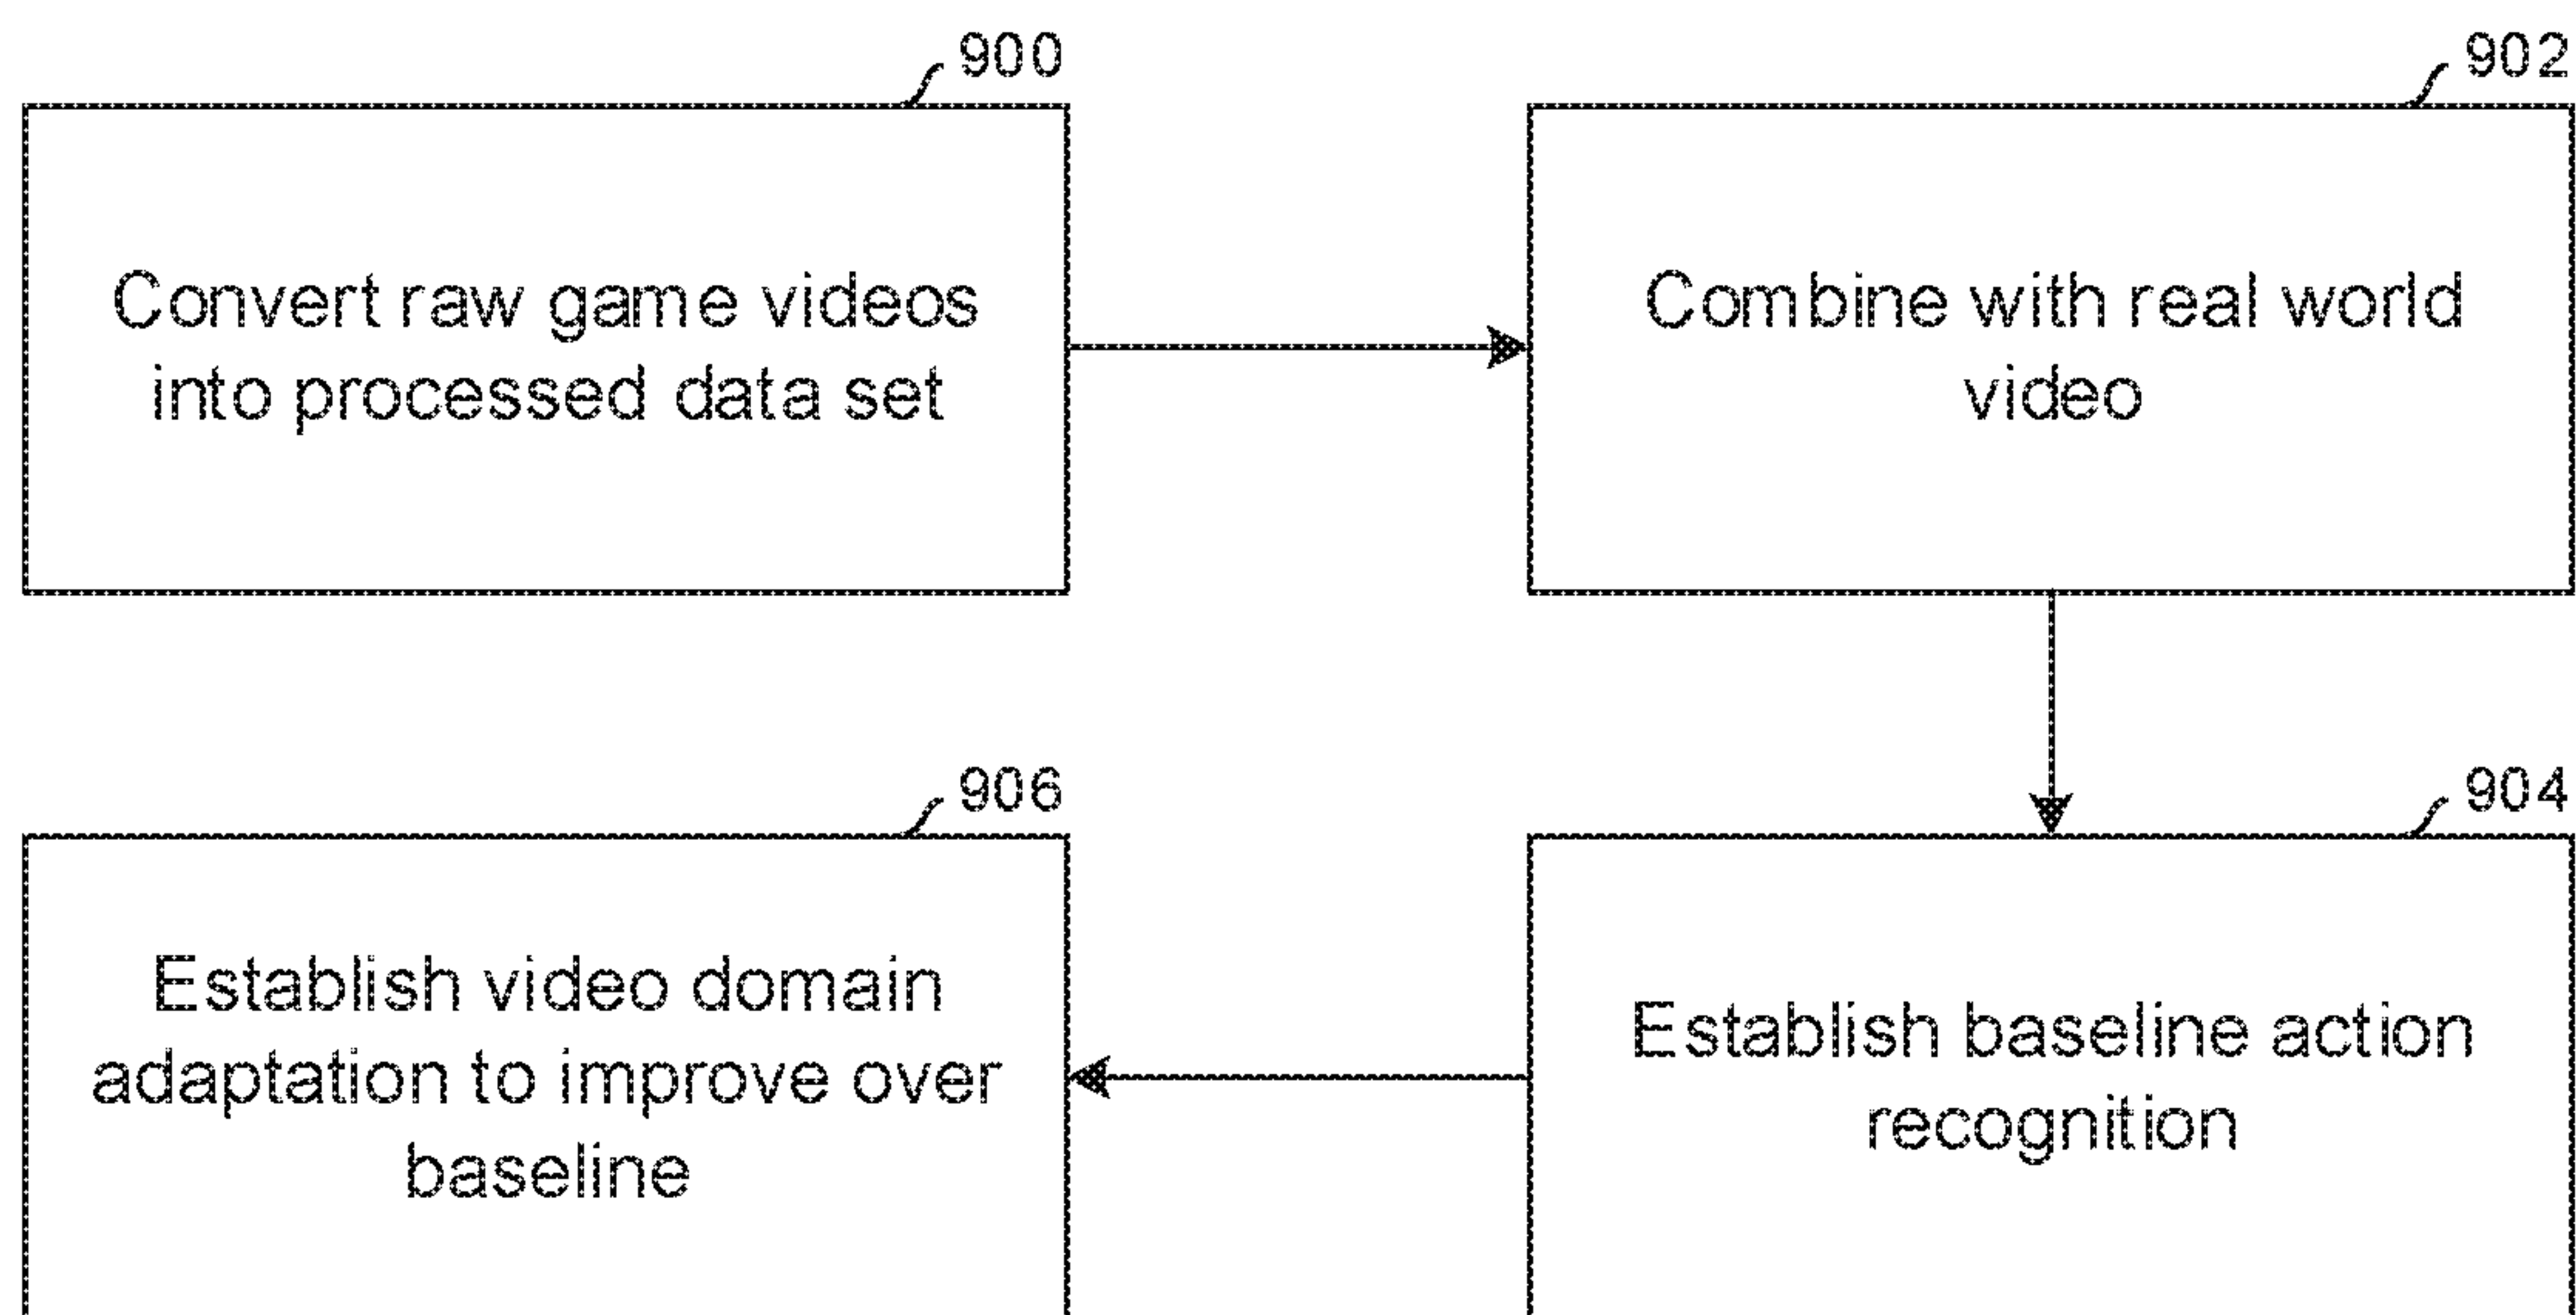 900
Convert raw game videos
into processed data set
902
Combine with real world
video
904
Establish baseline action
recognition
906
Establish video domain
adaptation to improve over
baseline